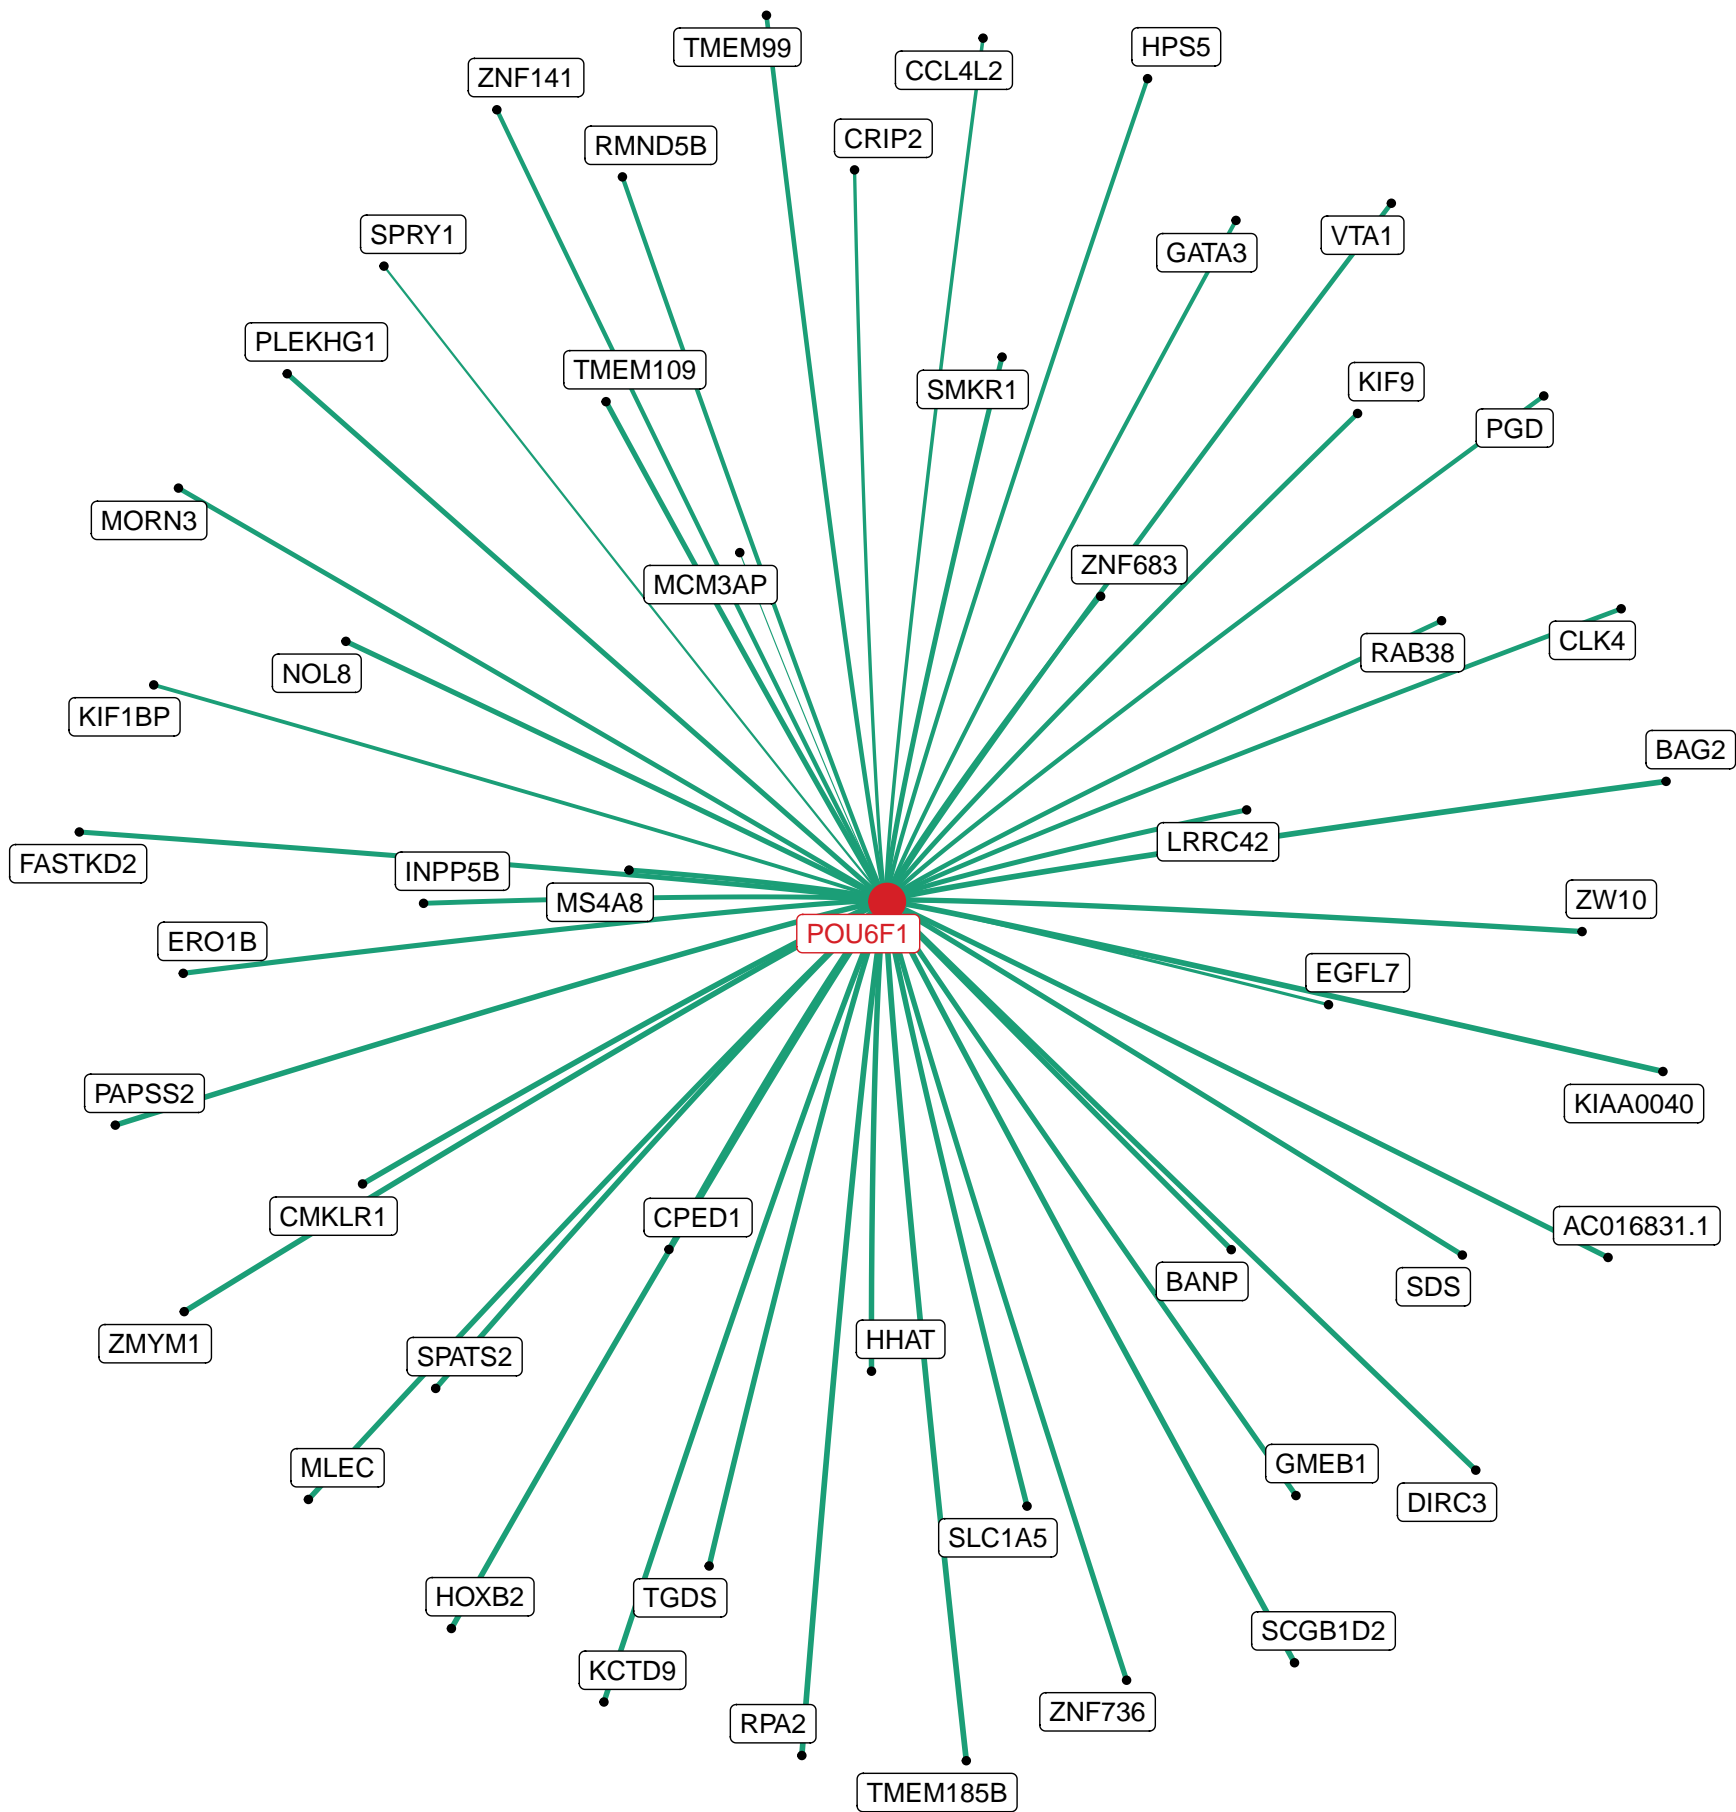 TMEM99
HPS5
CCL4L2
ZNF141
CRIP2
RMND5B
SPRY1
VTA1
GATA3
PLEKHG1
TMEM109
KIF9
SMKR1
PGD
MORN3
ZNF683
MCM3AP
CLK4
RAB38
NOL8
KIF1BP
BAG2
LRRC42
FASTKD2
INPP5B
ZW10
MS4A8
POU6F1
ERO1B
EGFL7
PAPSS2
KIAA0040
CMKLR1
CPED1
AC016831.1
BANP
SDS
HHAT
ZMYM1
SPATS2
GMEB1
MLEC
DIRC3
SLC1A5
HOXB2
TGDS
SCGB1D2
KCTD9
ZNF736
RPA2
TMEM185B